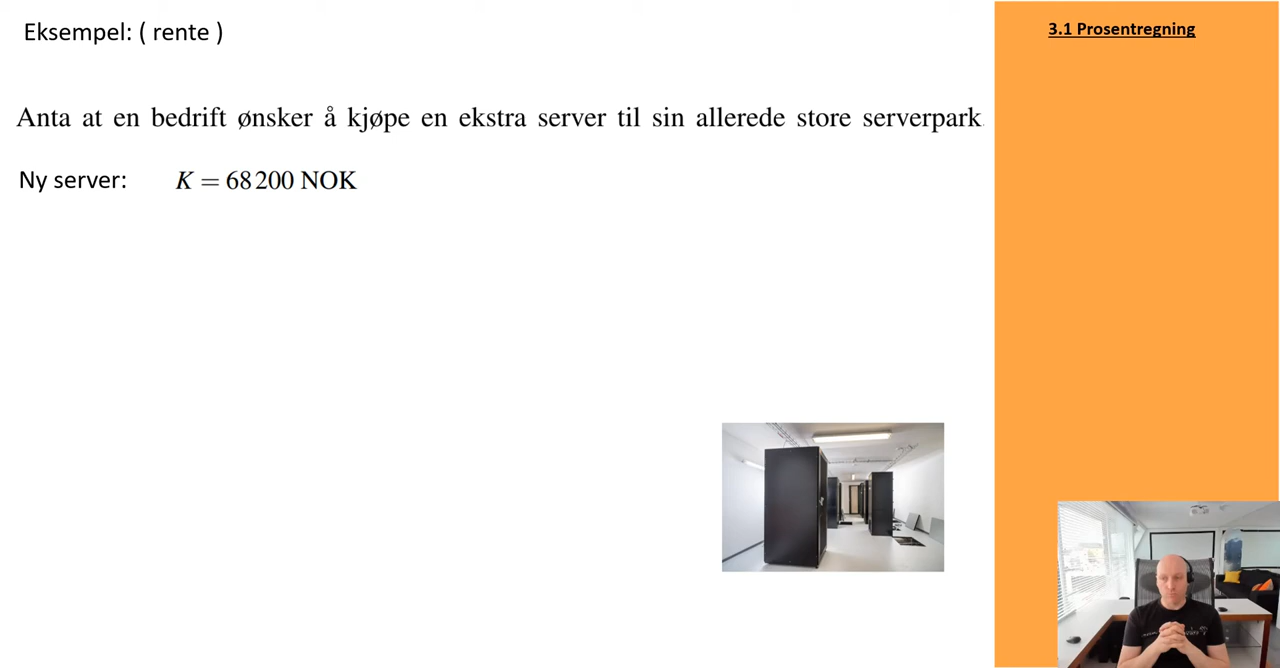 Eksempel: ( rente )
3.1 Prosentregning
Anta at en bedrift ønsker å kjøpe en ekstra server til sin allerede store serverpark.
Ny server: K = 68 200 NOK